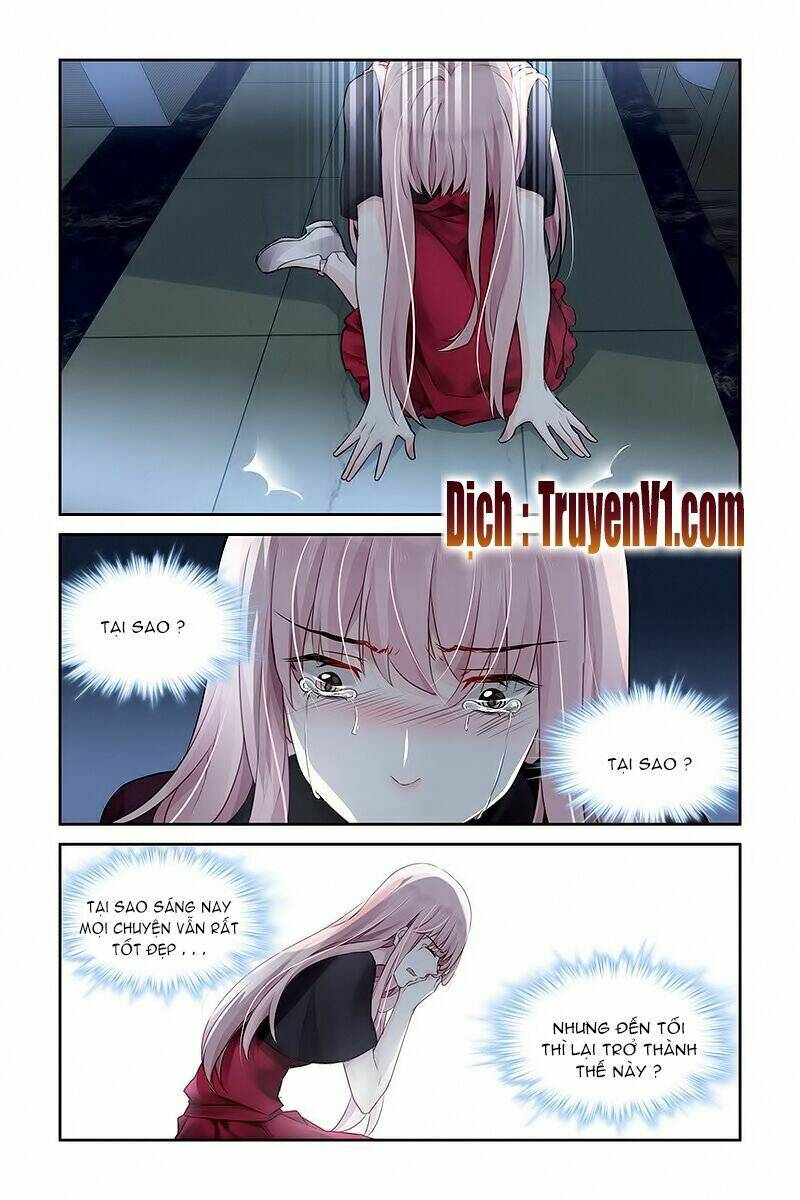 Dịch : TruyenV1.com
TẠI SAO ?
TẠI SAO ?
TẠI SAO SÁNG NAY
MỌI CHUYỆN VẪN RẤT
TỐT ĐẸP . . .
NHƯNG ĐẾN TỐI
THÌ LẠI TRỞ THÀNH
THẾ NÀY ?